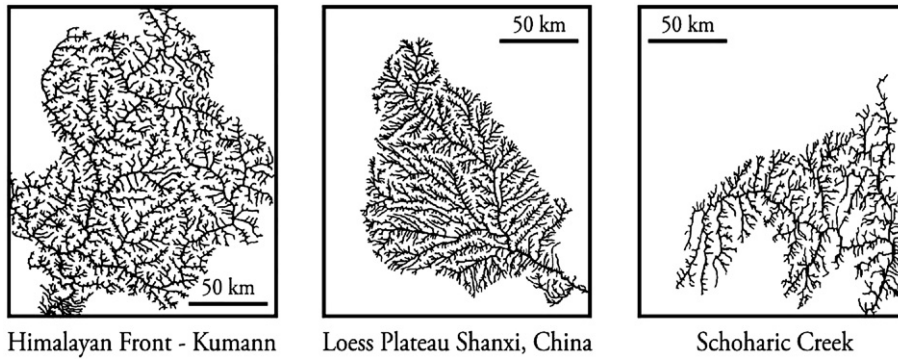 50 km
50 km
50 km
Himalayan Front - Kumann
Loess Plateau Shanxi, China
Schoharic Creek